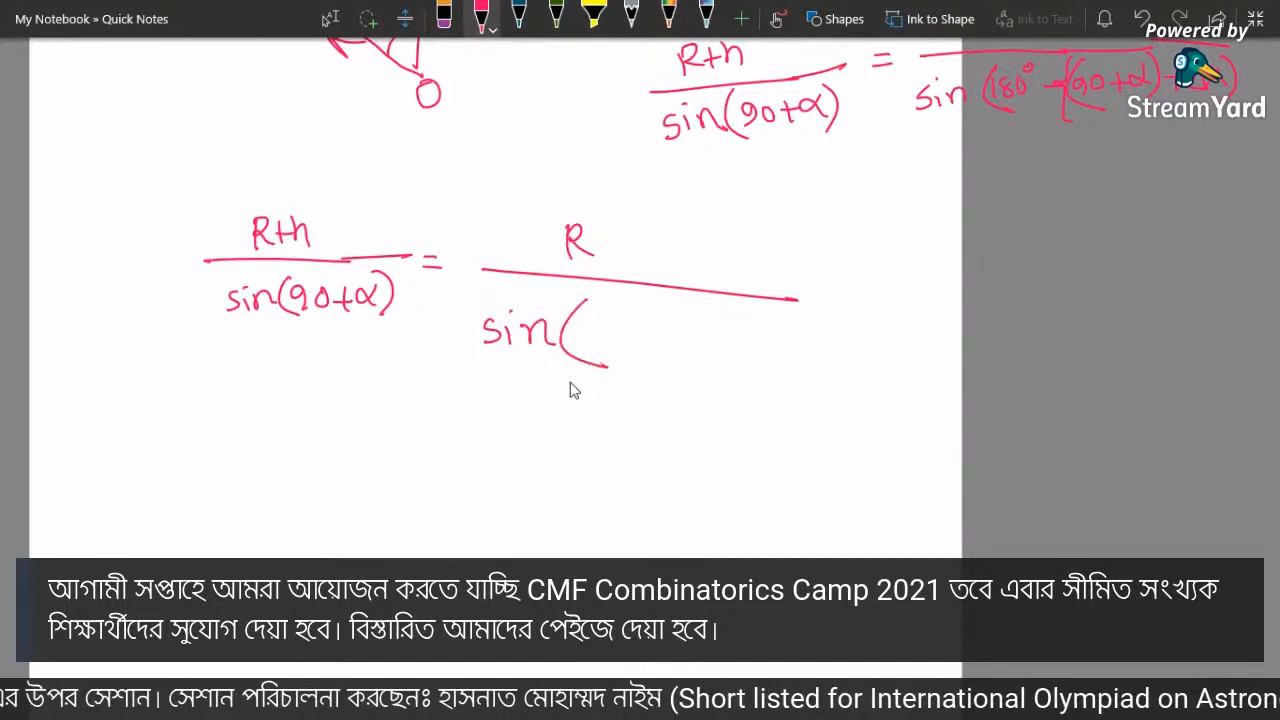 My Notebook » Quick Notes
Shapes
Ink to Shape
Ink to Text
Powered by
StreamYard
O
R+h
sin(90+α)
=
sin (180° - {(90+α)
R+h
sin(90+α)
=
R
sin(
আগামী সপ্তাহে আমরা আয়োজন করতে যাচ্ছি CMF Combinatorics Camp 2021 তবে এবার সীমিত সংখ্যক
শিক্ষার্থীদের সুযোগ দেয়া হবে। বিস্তারিত আমাদের পেইজে দেয়া হবে।
এর উপর সেশান। সেশান পরিচালনা করছেনঃ হাসনাত মোহাম্মদ নাইম (Short listed for International Olympiad on Astron